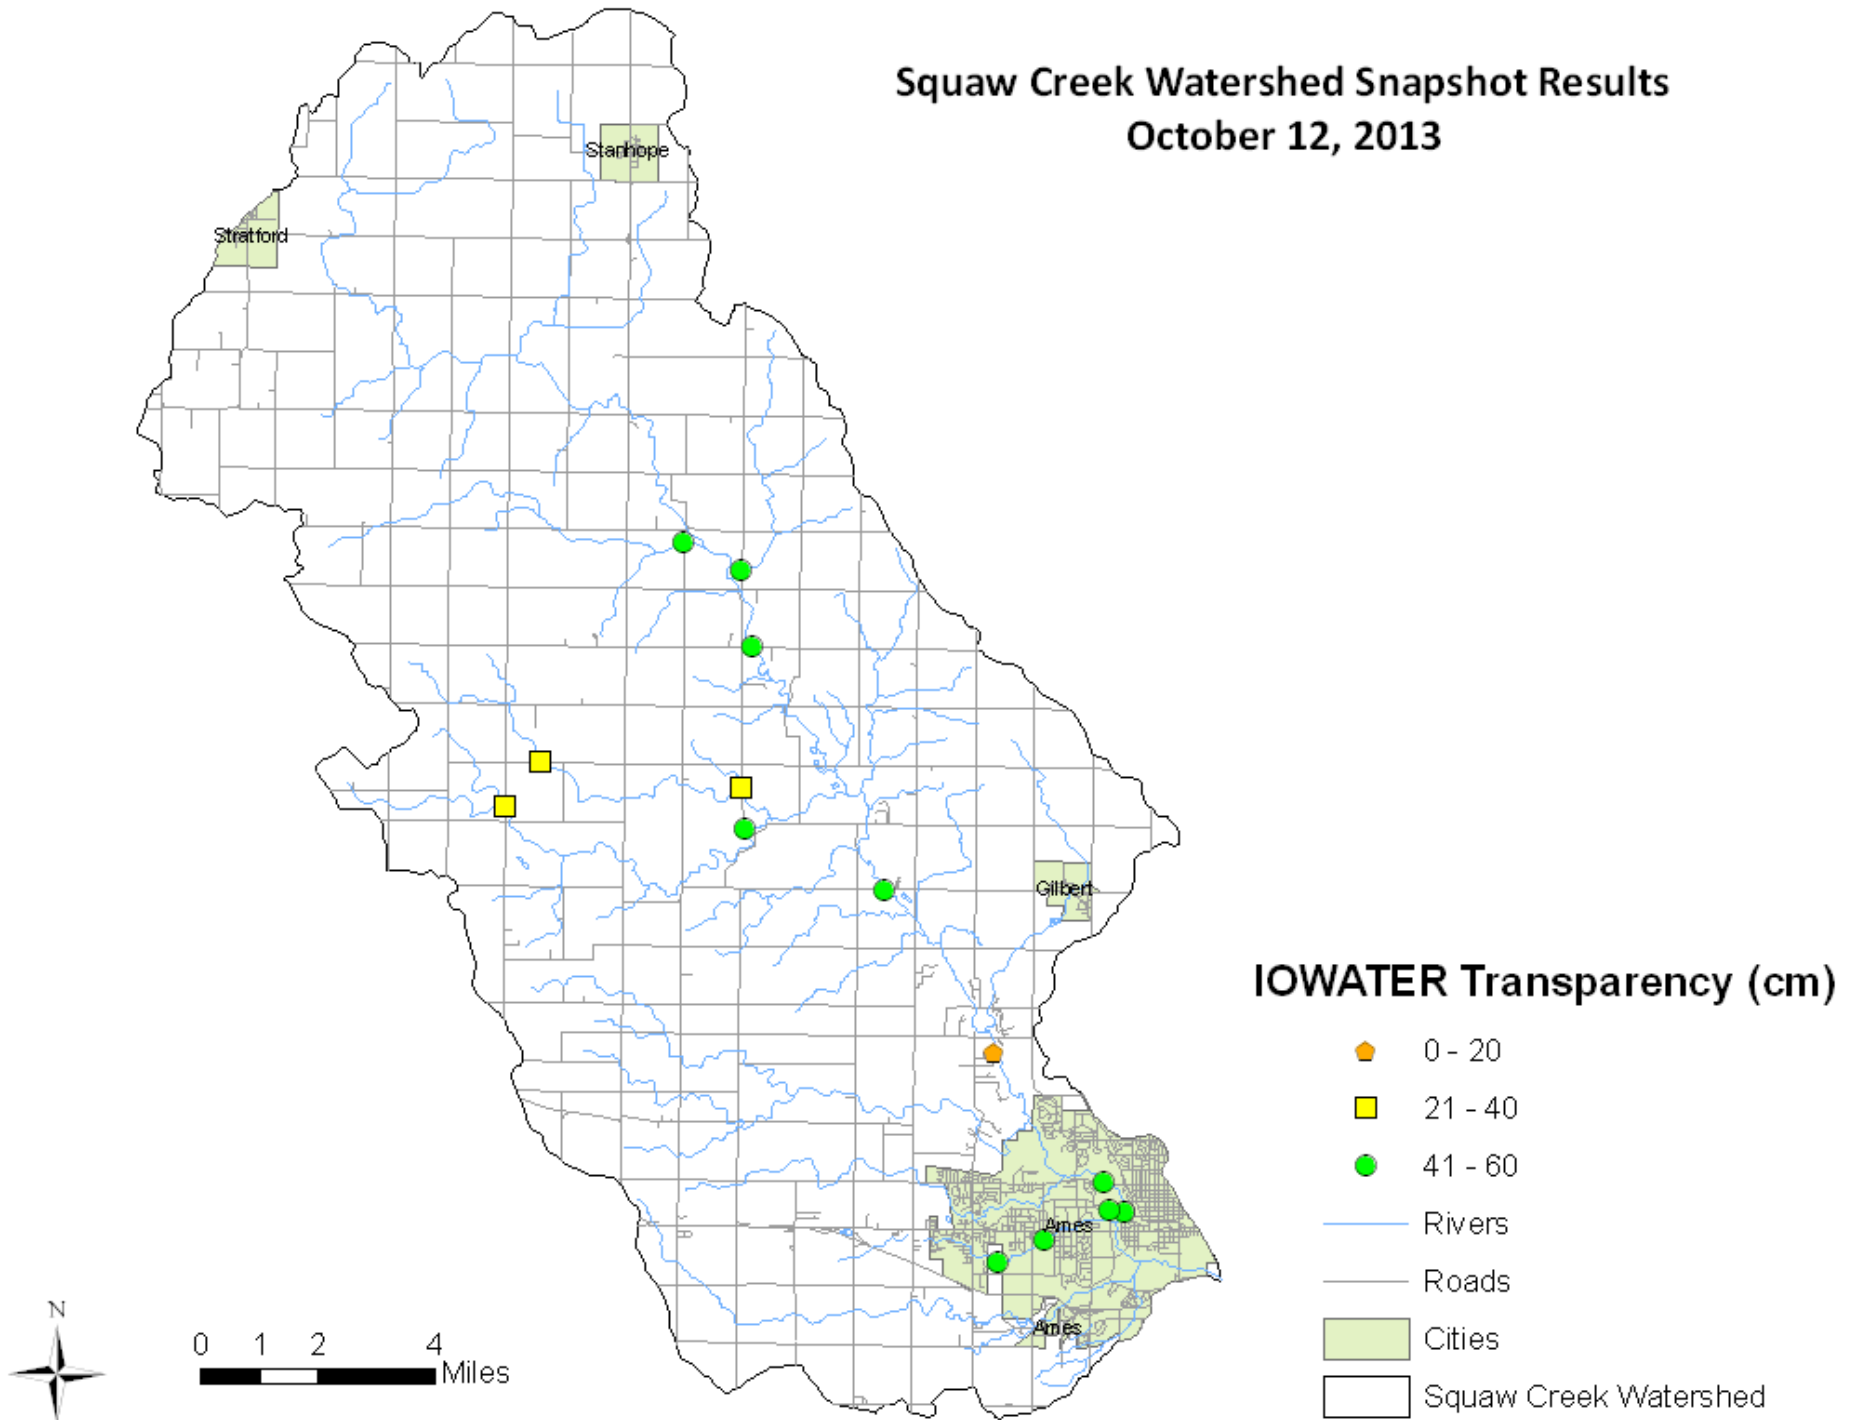 Squaw Creek Watershed Snapshot Results
October 12, 2013
Stanhope
Stratford
Gilbert
Ames
Ames
IOWATER Transparency (cm)
0 - 20
21 - 40
41 - 60
Rivers
Roads
Cities
Squaw Creek Watershed
N
0 1 2 4
Miles